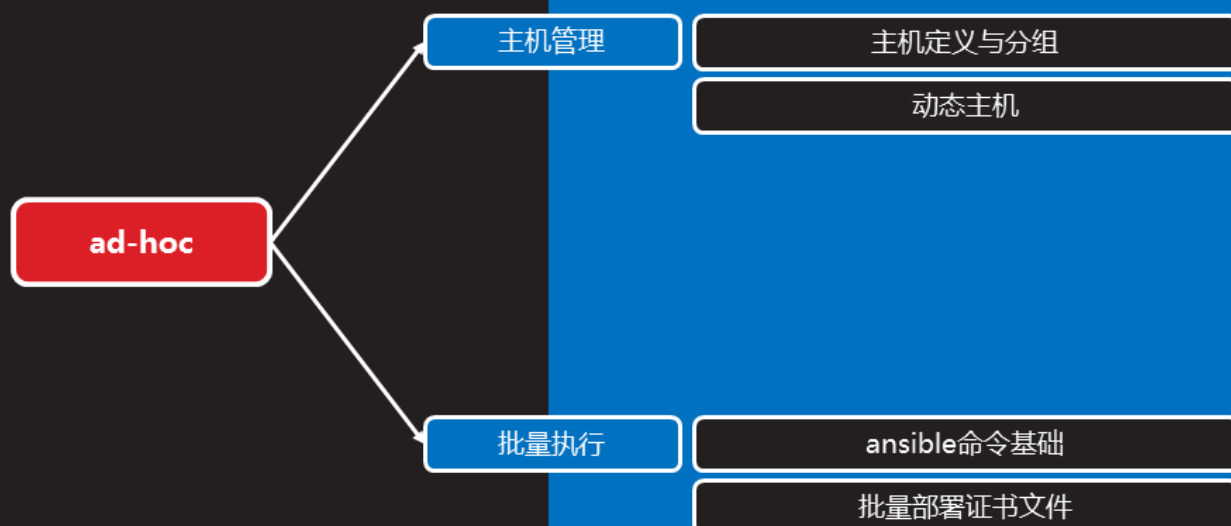 ad-hoc
主机管理
主机定义与分组
动态主机
批量执行
ansible命令基础
批量部署证书文件